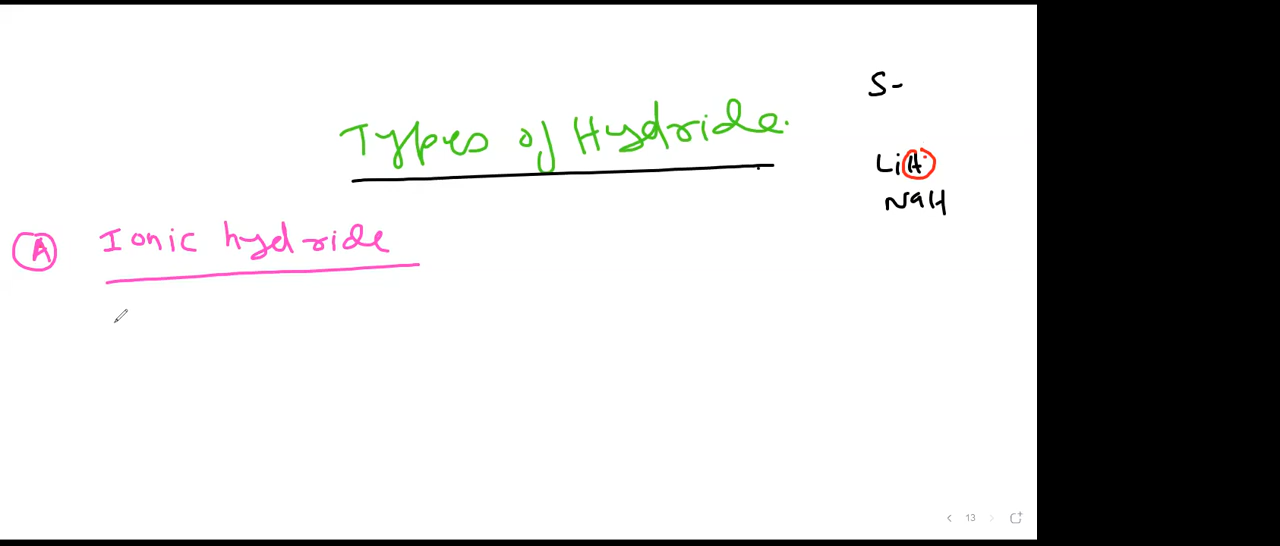 S-
Types of Hydride.
LiH
NaH
A Ionic hydride
13